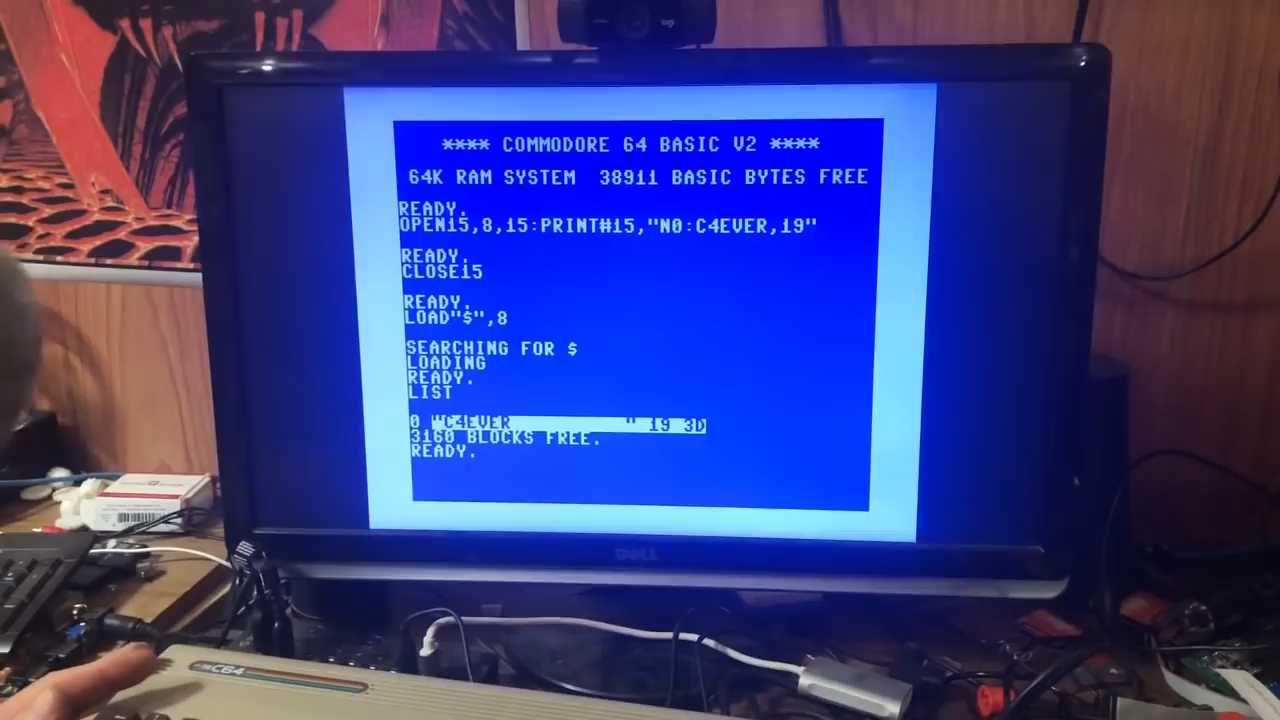 logi
**** COMMODORE 64 BASIC V2 ****
64K RAM SYSTEM  38911 BASIC BYTES FREE
READY.
OPEN15,8,15:PRINT#15,"N0:C4EVER,19"
READY.
CLOSE15
READY.
LOAD"$",8
SEARCHING FOR $
LOADING
READY.
LIST
0 "C4EVER          " 19 3D
3160 BLOCKS FREE.
READY.
DELL
C64